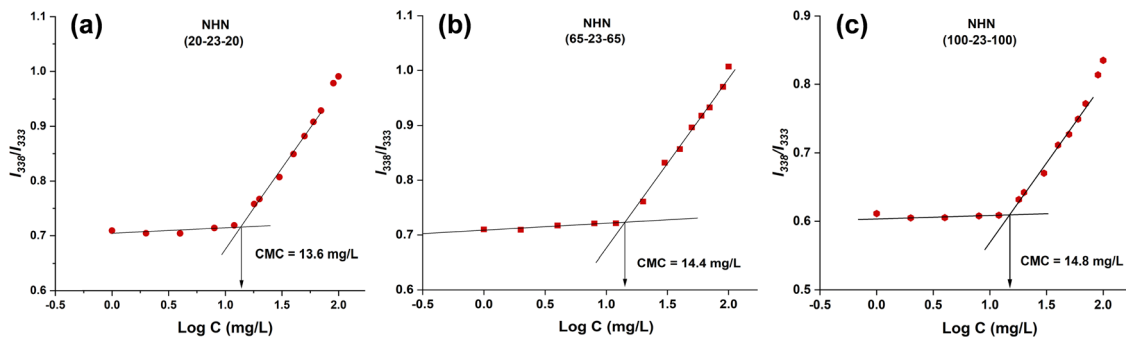 (a)
NHN
(20-23-20)
I338/I333
1.1
1.0
0.9
0.8
0.7
0.6
CMC = 13.6 mg/L
-0.5
0.0
0.5
1.0
1.5
2.0
Log C (mg/L)
(b)
NHN
(65-23-65)
I338/I333
1.1
1.0
0.9
0.8
0.7
0.6
CMC = 14.4 mg/L
-0.5
0.0
0.5
1.0
1.5
2.0
Log C (mg/L)
(c)
NHN
(100-23-100)
I338/I333
0.9
0.8
0.7
0.6
0.5
CMC = 14.8 mg/L
-0.5
0.0
0.5
1.0
1.5
2.0
Log C (mg/L)